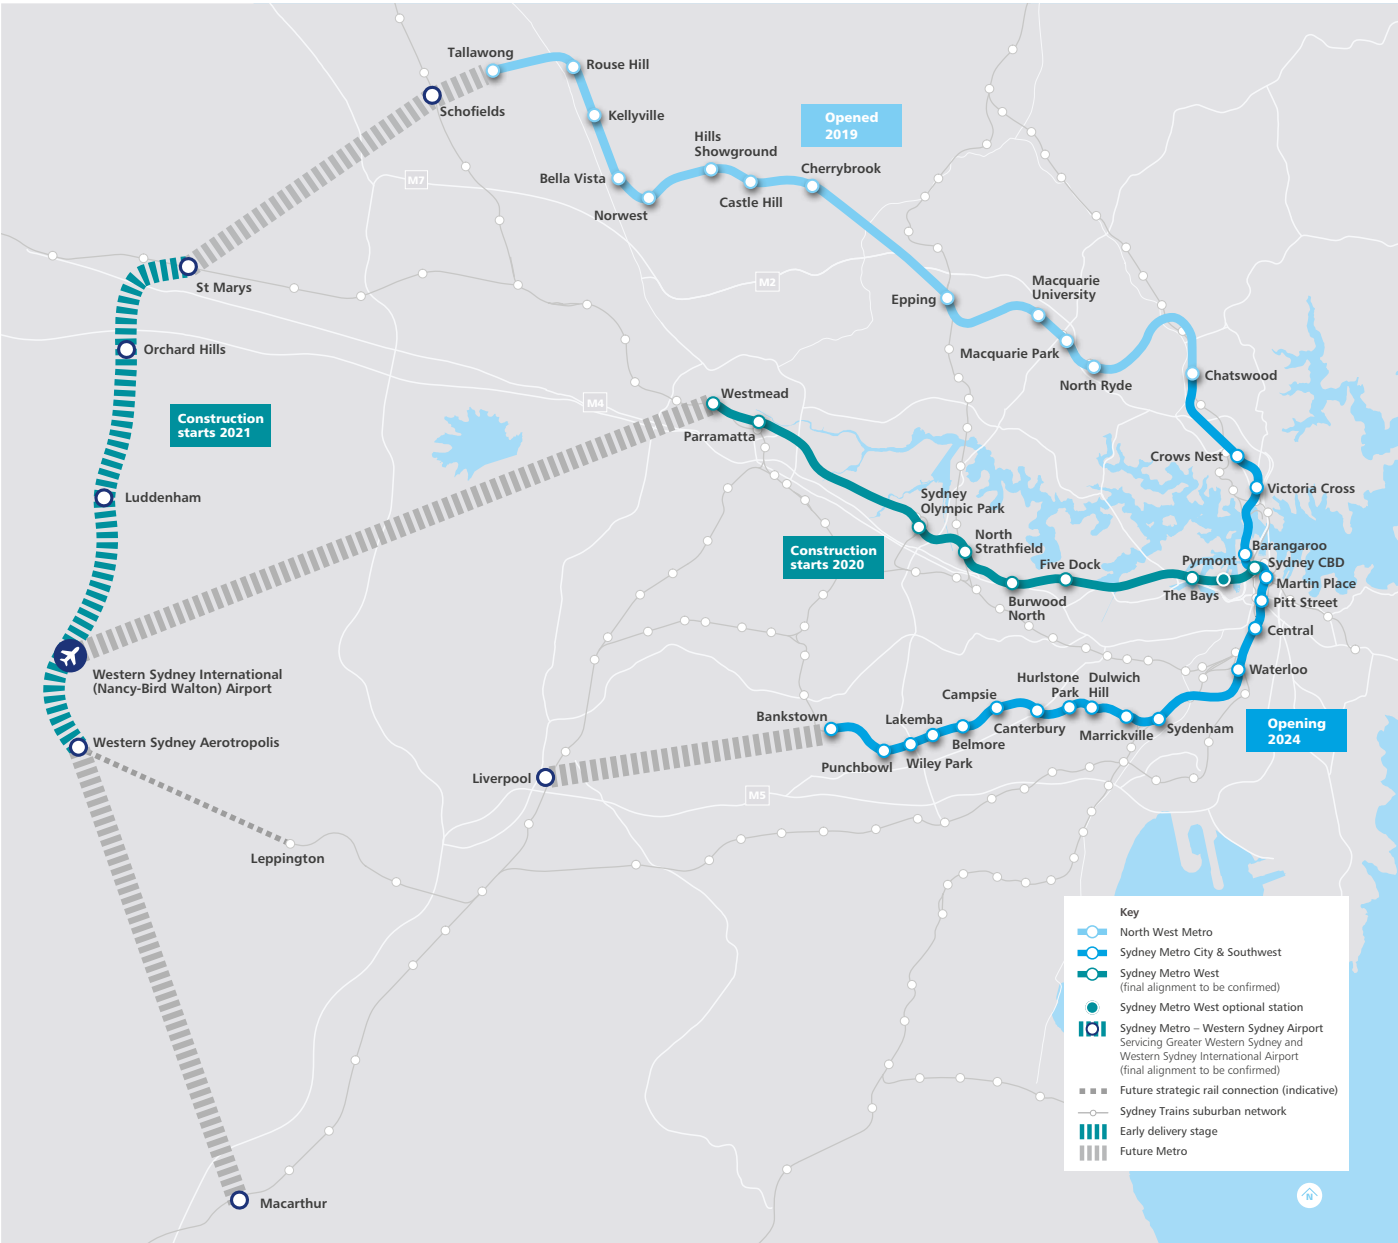 Tallawong
Rouse Hill
Schofields
Kellyville
Opened
2019
Hills
Showground
Cherrybrook
M7
Bella Vista
Castle Hill
Norwest
St Marys
M2
Macquarie
University
Epping
Orchard Hills
Macquarie Park
North Ryde
Chatswood
Westmead
M4
Construction
starts 2021
Parramatta
Crows Nest
Luddenham
Victoria Cross
Sydney
Olympic Park
North
Strathfield
Construction
starts 2020
Five Dock
Pyrmont
Barangaroo
Sydney CBD
Martin Place
The Bays
Burwood
North
Pitt Street
Central
Western Sydney International
(Nancy-Bird Walton) Airport
Waterloo
Hurlstone
Park
Dulwich
Hill
Campsie
Bankstown
Lakemba
Canterbury
Marrickville
Sydenham
Opening
2024
Western Sydney Aerotropolis
Belmore
Wiley Park
Punchbowl
Liverpool
M5
Leppington
Key
North West Metro
Sydney Metro City & Southwest
Sydney Metro West
(final alignment to be confirmed)
Sydney Metro West optional station
Sydney Metro – Western Sydney Airport
Servicing Greater Western Sydney and
Western Sydney International Airport
(final alignment to be confirmed)
Future strategic rail connection (indicative)
Sydney Trains suburban network
Early delivery stage
Future Metro
Macarthur
N